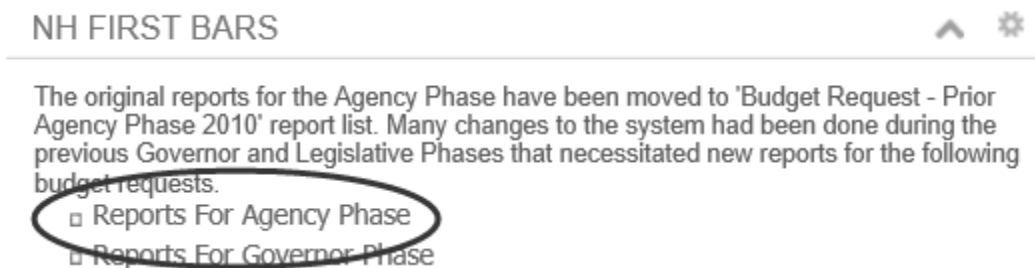 NH FIRST BARS
The original reports for the Agency Phase have been moved to 'Budget Request - Prior
Agency Phase 2010' report list. Many changes to the system had been done during the
previous Governor and Legislative Phases that necessitated new reports for the following
budget requests.
Reports For Agency Phase
Reports For Governor Phase